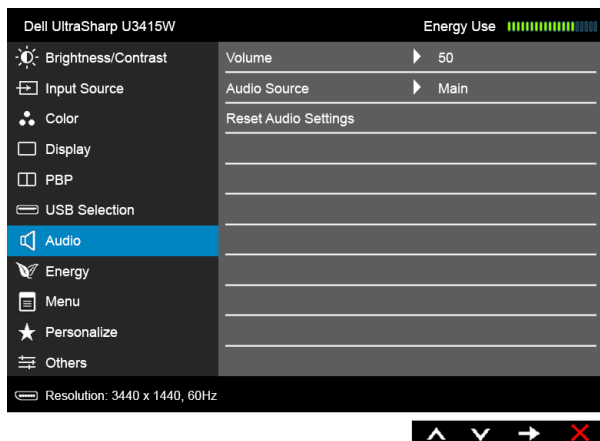 Dell UltraSharp U3415W Energy Use
Brightness/Contrast Volume 50
Input Source Audio Source Main
Color Reset Audio Settings
Display
PBP
USB Selection
Audio
Energy
Menu
Personalize
Others
Resolution: 3440 x 1440, 60Hz